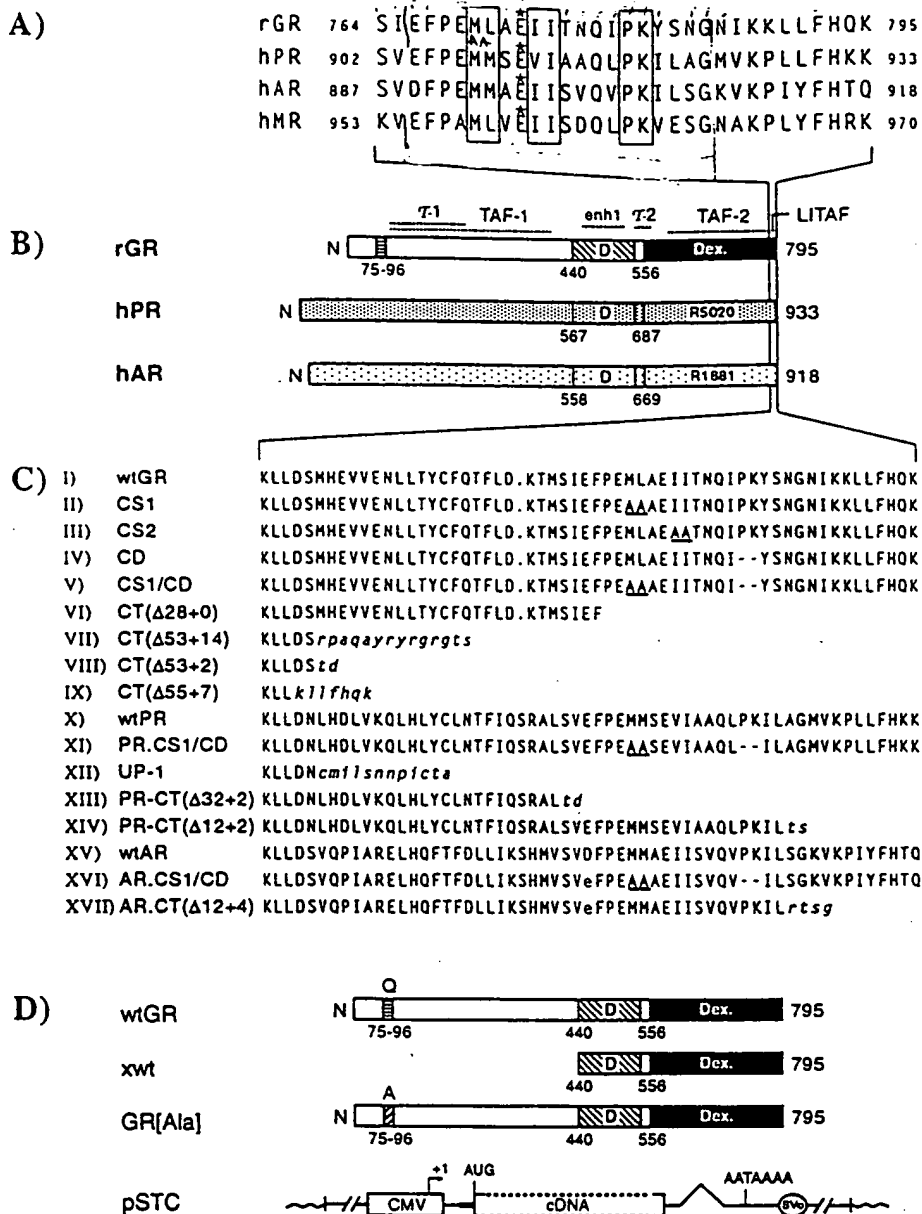 A)
rGR 764 SIEFPEMLAEIITNQIPKYSNGNIKKLLFHQK 795
AA
hPR 902 SVEFPEMMSEVIAAQLPKILAGMVKPLLFHKK 933
hAR 887 SVDFPEMMAEIISVQVPKILSGKVKPIYFHTQ 918
hMR 953 KVEFPAMLVEIISDQLPKVESGNAKPLYFHRK 970
τ-1 TAF-1 enh1 τ-2 TAF-2 LITAF
B) rGR N D Dex. 795
75-96 440 556
hPR N D R5020 933
567 687
hAR N D R1881 918
558 669
C) I) wtGR KLLDSMHEVVENLLTYCFQTFLD.KTMSIEFPEMLAEIITNQIPKYSNGNIKKLLFHQK
II) CS1 KLLDSMHEVVENLLTYCFQTFLD.KTMSIEFPEAAAEIITNQIPKYSNGNIKKLLFHQK
III) CS2 KLLDSMHEVVENLLTYCFQTFLD.KTMSIEFPEMLAEAATNQIPKYSNGNIKKLLFHQK
IV) CD KLLDSMHEVVENLLTYCFQTFLD.KTMSIEFPEMLAEIITNQI--YSNGNIKKLLFHQK
V) CS1/CD KLLDSMHEVVENLLTYCFQTFLD.KTMSIEFPEAAAEIITNQI--YSNGNIKKLLFHQK
VI) CT(Δ28+0) KLLDSMHEVVENLLTYCFQTFLD.KTMSIEF
VII) CT(Δ53+14) KLLDSrpaqayryrgrgts
VIII) CT(Δ53+2) KLLDStd
IX) CT(Δ55+7) KLLkllfhqk
X) wtPR KLLDNLHDLVKQLHLYCLNTFIQSRALSVEFPEMMSEVIAAQLPKILAGMVKPLLFHKK
XI) PR.CS1/CD KLLDNLHDLVKQLHLYCLNTFIQSRALSVEFPEAASEVIAAQL--ILAGMVKPLLFHKK
XII) UP-1 KLLDNcmilsnnpicta
XIII) PR-CT(Δ32+2) KLLDNLHDLVKQLHLYCLNTFIQSRALtd
XIV) PR-CT(Δ12+2) KLLDNLHDLVKQLHLYCLNTFIQSRALSVEFPEMMSEVIAAQLPKILts
XV) wtAR KLLDSVQPIARELHQFTFDLLIKSHMVSVDFPEMMAEIISVQVPKILSGKVKPIYFHTQ
XVI) AR.CS1/CD KLLDSVQPIARELHQFTFDLLIKSHMVSVeFPEAAAEIISVQV--ILSGKVKPIYFHTQ
XVII) AR.CT(Δ12+4) KLLDSVQPIARELHQFTFDLLIKSHMVSVeFPEMMAEIISVQVPKILrtsg
Q
D) wtGR N D Dex. 795
75-96 440 556
xwt D Dex. 795
440 556
A
GR[Ala] N D Dex. 795
75-96 440 556
+1 AUG AATAAAA
pSTC CMV cDNA SVo